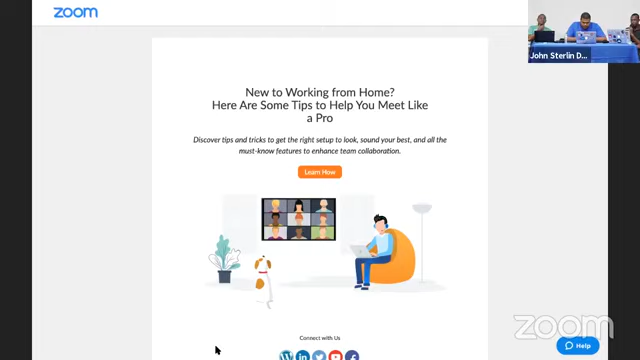 zoom
John Sterlin D...
New to Working from Home?
Here Are Some Tips to Help You Meet Like
a Pro
Discover tips and tricks to get the right setup to look, sound your best, and all the
must-know features to enhance team collaboration.
Learn How
Connect with Us
zoom
Help